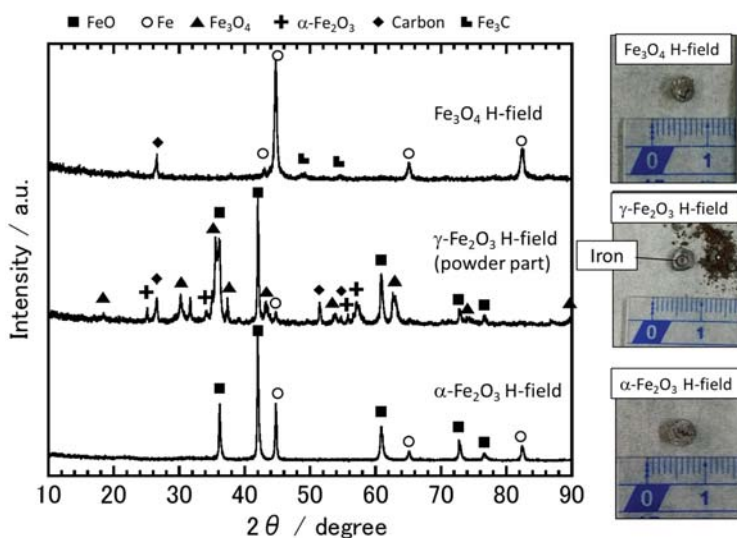 ■ FeO ○ Fe ▲ Fe₃O₄ ✚ α-Fe₂O₃ ◆ Carbon ┗ Fe₃C
Fe₃O₄ H-field
γ-Fe₂O₃ H-field
(powder part)
α-Fe₂O₃ H-field
Intensity / a.u.
10 20 30 40 50 60 70 80 90
2θ / degree
Fe₃O₄ H-field
0 1
γ-Fe₂O₃ H-field
Iron
0 1
α-Fe₂O₃ H-field
0 1